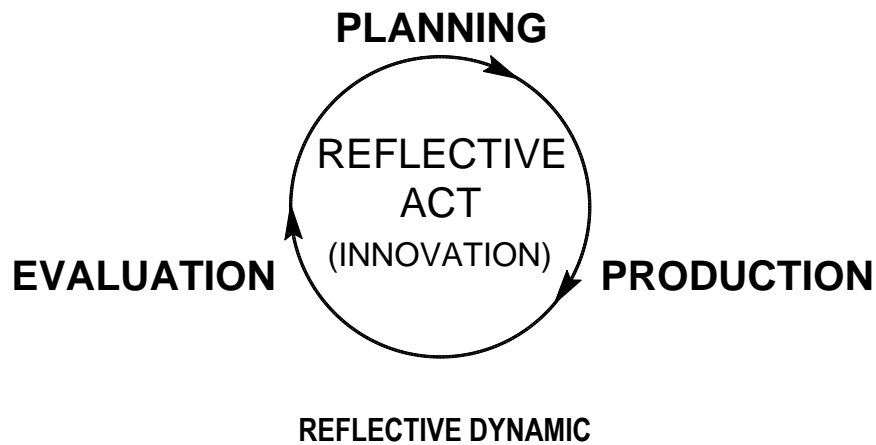 PLANNING
REFLECTIVE
ACT
(INNOVATION)
EVALUATION
PRODUCTION
REFLECTIVE DYNAMIC